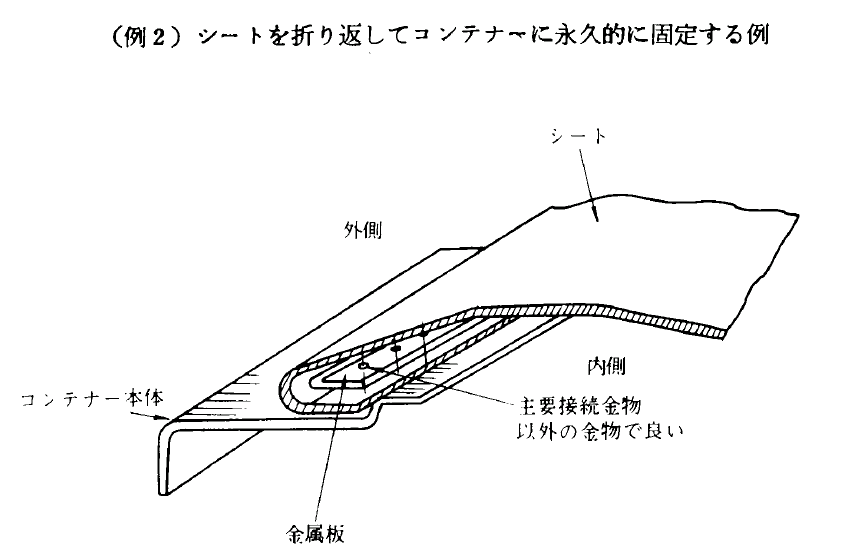 （例２）シートを折り返してコンテナーに永久的に固定する例
シート
外側
内側
コンテナー本体
主要接続金物
以外の金物で良い
金属板